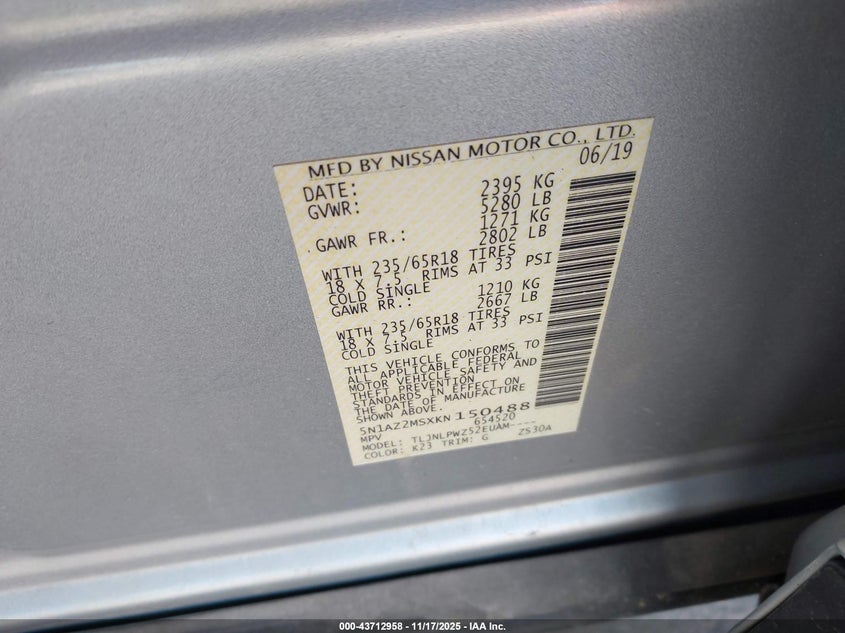 MFD BY NISSAN MOTOR CO., LTD.
DATE: 06/19
GVWR: 2395 KG
5280 LB
GAWR FR.: 1271 KG
2802 LB
WITH 235/65R18 TIRES
18 X 7.5 RIMS AT 33 PSI
COLD SINGLE
GAWR RR.: 1210 KG
2667 LB
WITH 235/65R18 TIRES
18 X 7.5 RIMS AT 33 PSI
COLD SINGLE
THIS VEHICLE CONFORMS TO
ALL APPLICABLE FEDERAL
MOTOR VEHICLE SAFETY AND
THEFT PREVENTION
STANDARDS IN EFFECT ON
THE DATE OF MANUFACTURE
SHOWN ABOVE.
5N1AZ2MSXKN150488
MPV 654520
MODEL: TLJNLPWZ52EUAM----
COLOR: K23 TRIM: G ZS30A
000-43712958 - 11/17/2025 - IAA Inc.